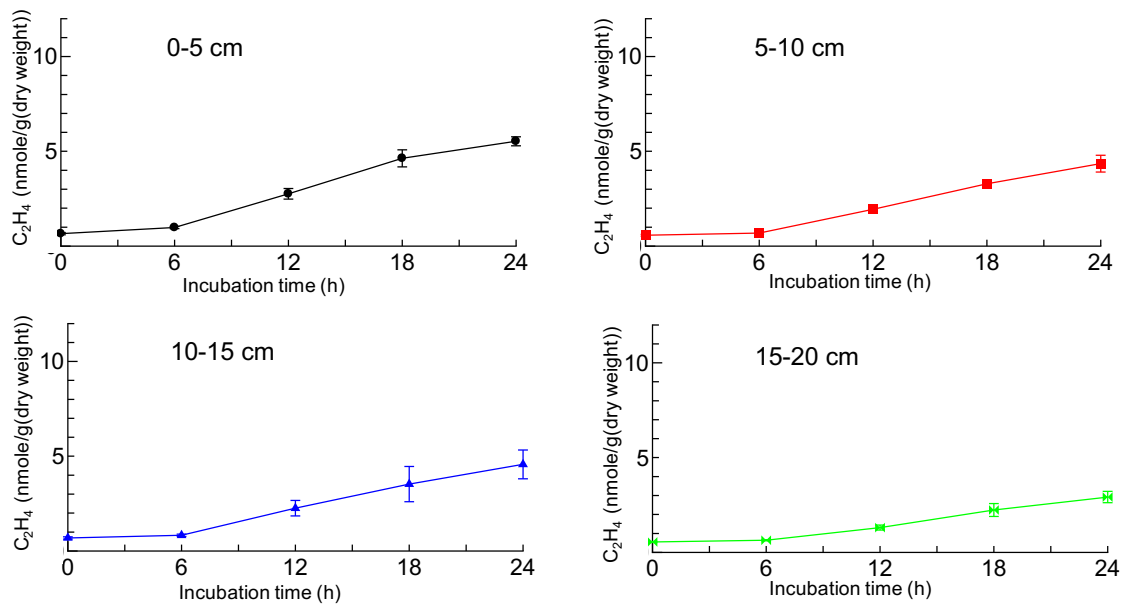 0-5 cm
C₂H₄ (nmole/g(dry weight))
10
5
0
0 6 12 18 24
Incubation time (h)
5-10 cm
C₂H₄ (nmole/g(dry weight))
10
5
0 6 12 18 24
Incubation time (h)
10-15 cm
C₂H₄ (nmole/g(dry weight))
10
5
0 6 12 18 24
Incubation time (h)
15-20 cm
C₂H₄ (nmole/g(dry weight))
10
5
0 6 12 18 24
Incubation time (h)